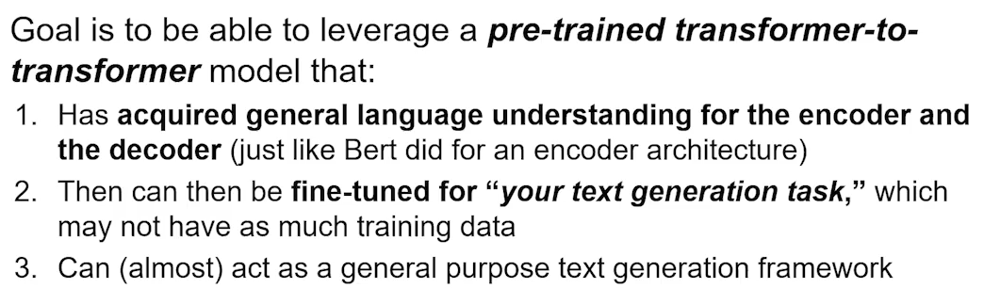 Goal is to be able to leverage a pre-trained transformer-to-
transformer model that:
1. Has acquired general language understanding for the encoder and
the decoder (just like Bert did for an encoder architecture)
2. Then can then be fine-tuned for “your text generation task,” which
may not have as much training data
3. Can (almost) act as a general purpose text generation framework